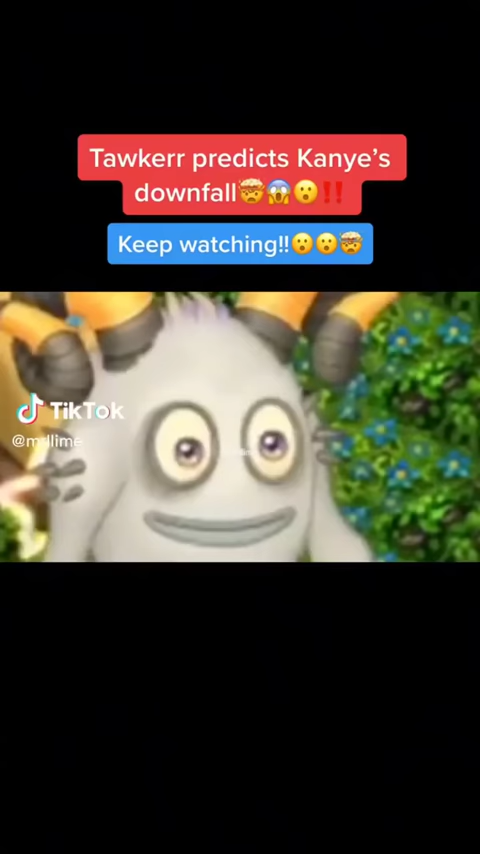 Tawkerr predicts Kanye’s
downfall🤯😱😮‼️
Keep watching!!😮😮🤯
TikTok